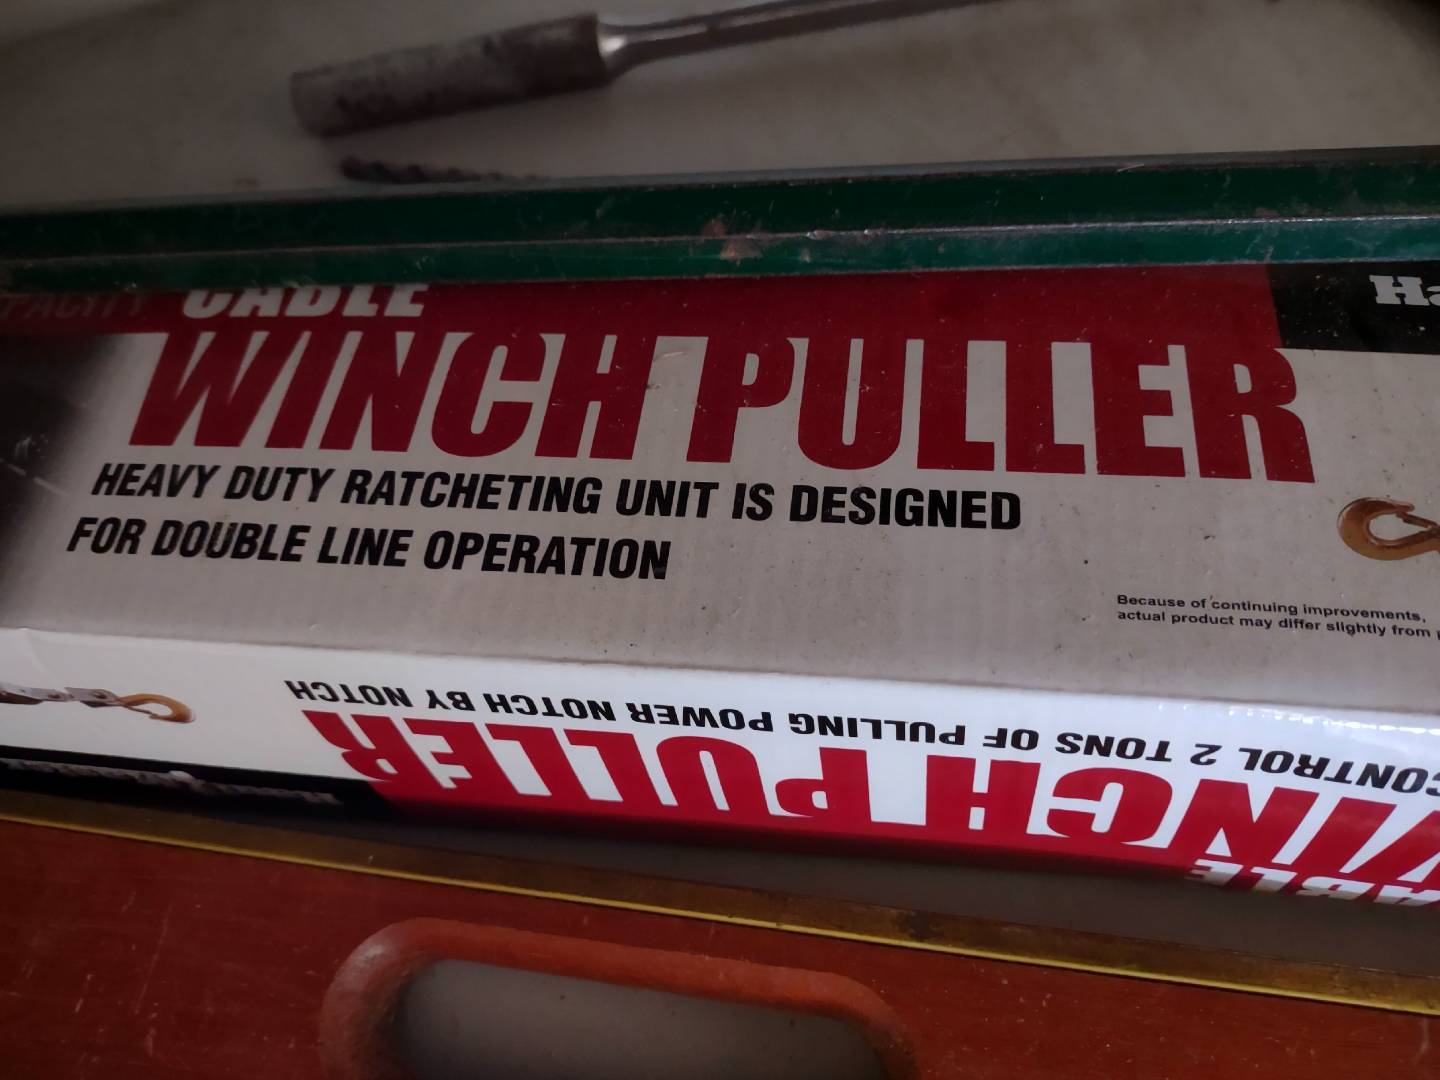 CABLE
WINCH PULLER
HEAVY DUTY RATCHETING UNIT IS DESIGNED
FOR DOUBLE LINE OPERATION
Because of continuing improvements,
actual product may differ slightly from
CONTROL 2 TONS OF PULLING POWER NOTCH BY NOTCH
WINCH PULLER
CABLE